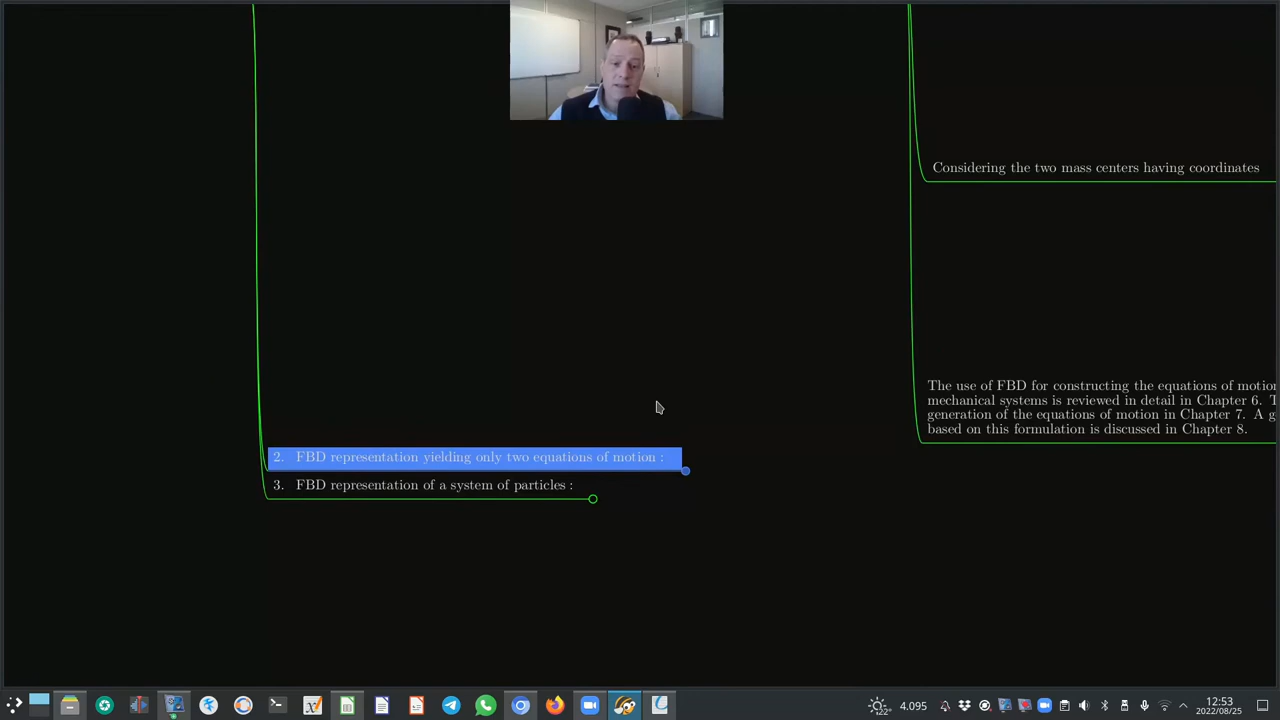 Considering the two mass centers having coordinates
The use of FBD for constructing the equations of motion
mechanical systems is reviewed in detail in Chapter 6. T
generation of the equations of motion in Chapter 7. A g
based on this formulation is discussed in Chapter 8.
2. FBD representation yielding only two equations of motion :
3. FBD representation of a system of particles :
+22°
4.095
12:53
2022/08/25